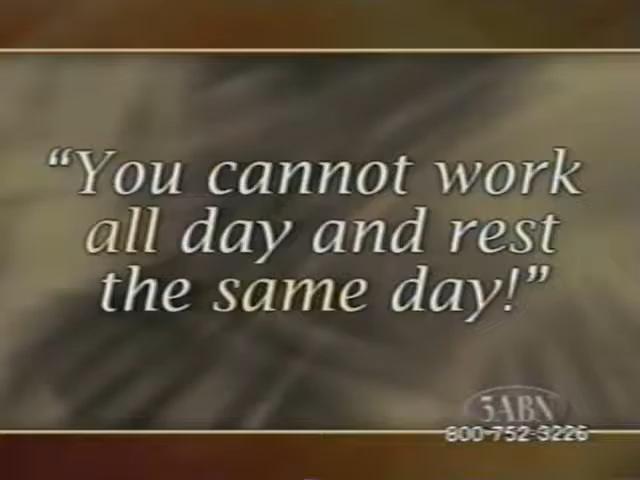 “You cannot work
all day and rest
the same day!”
3ABN
800-752-3226